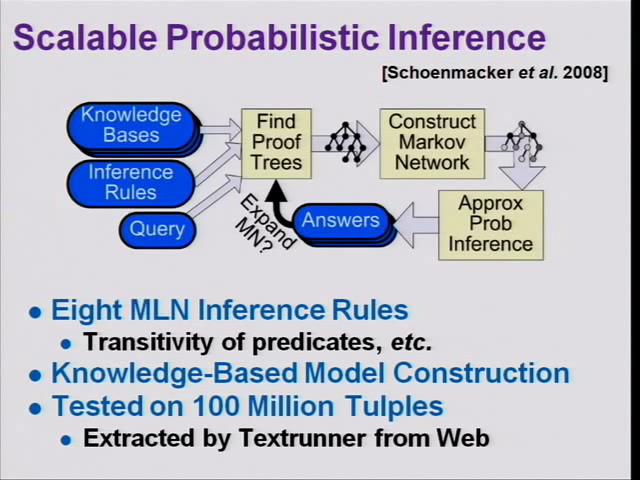 Scalable Probabilistic Inference
[Schoenmacker et al. 2008]
Knowledge
Bases
Inference
Rules
Query
Find
Proof
Trees
Construct
Markov
Network
Approx
Prob
Inference
Answers
Expand
MN?
Eight MLN Inference Rules
Transitivity of predicates, etc.
Knowledge-Based Model Construction
Tested on 100 Million Tulples
Extracted by Textrunner from Web